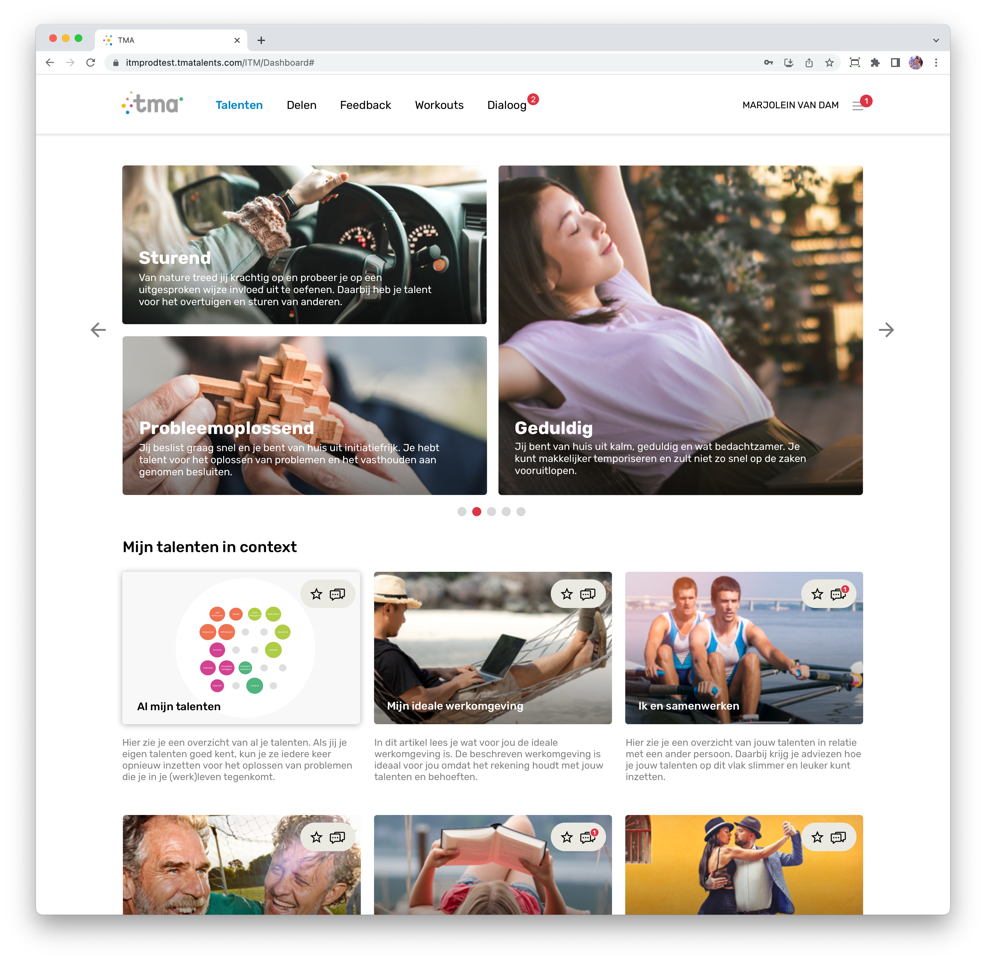 TMA
itmprodtest.tmatalents.com/ITM/Dashboard#
tma
Talenten
Delen
Feedback
Workouts
Dialoog
2
MARJOLEIN VAN DAM
1
Sturend
Van nature treed jij krachtig op en probeer je op een
uitgesproken wijze invloed uit te oefenen. Daarbij heb je talent
voor het overtuigen en sturen van anderen.
Probleemoplossend
Jij beslist graag snel en je bent van huis uit initiatiefrijk. Je hebt
talent voor het oplossen van problemen en het vasthouden aan
genomen besluiten.
Geduldig
Jij bent van huis uit kalm, geduldig en wat bedachtzamer. Je
kunt makkelijker temporiseren en zult niet zo snel op de zaken
vooruitlopen.
Mijn talenten in context
Al mijn talenten
Hier zie je een overzicht van al je talenten. Als jij je
eigen talenten goed kent, kun je ze iedere keer
opnieuw inzetten voor het oplossen van problemen
die je in je (werk)leven tegenkomt.
Mijn ideale werkomgeving
In dit artikel lees je wat voor jou de ideale
werkomgeving is. De beschreven werkomgeving is
ideaal voor jou omdat het rekening houdt met jouw
talenten en behoeften.
1
Ik en samenwerken
Hier zie je een overzicht van jouw talenten in relatie
met een ander persoon. Daarbij krijg je adviezen hoe
je jouw talenten op dit vlak slimmer en leuker kunt
inzetten.
1